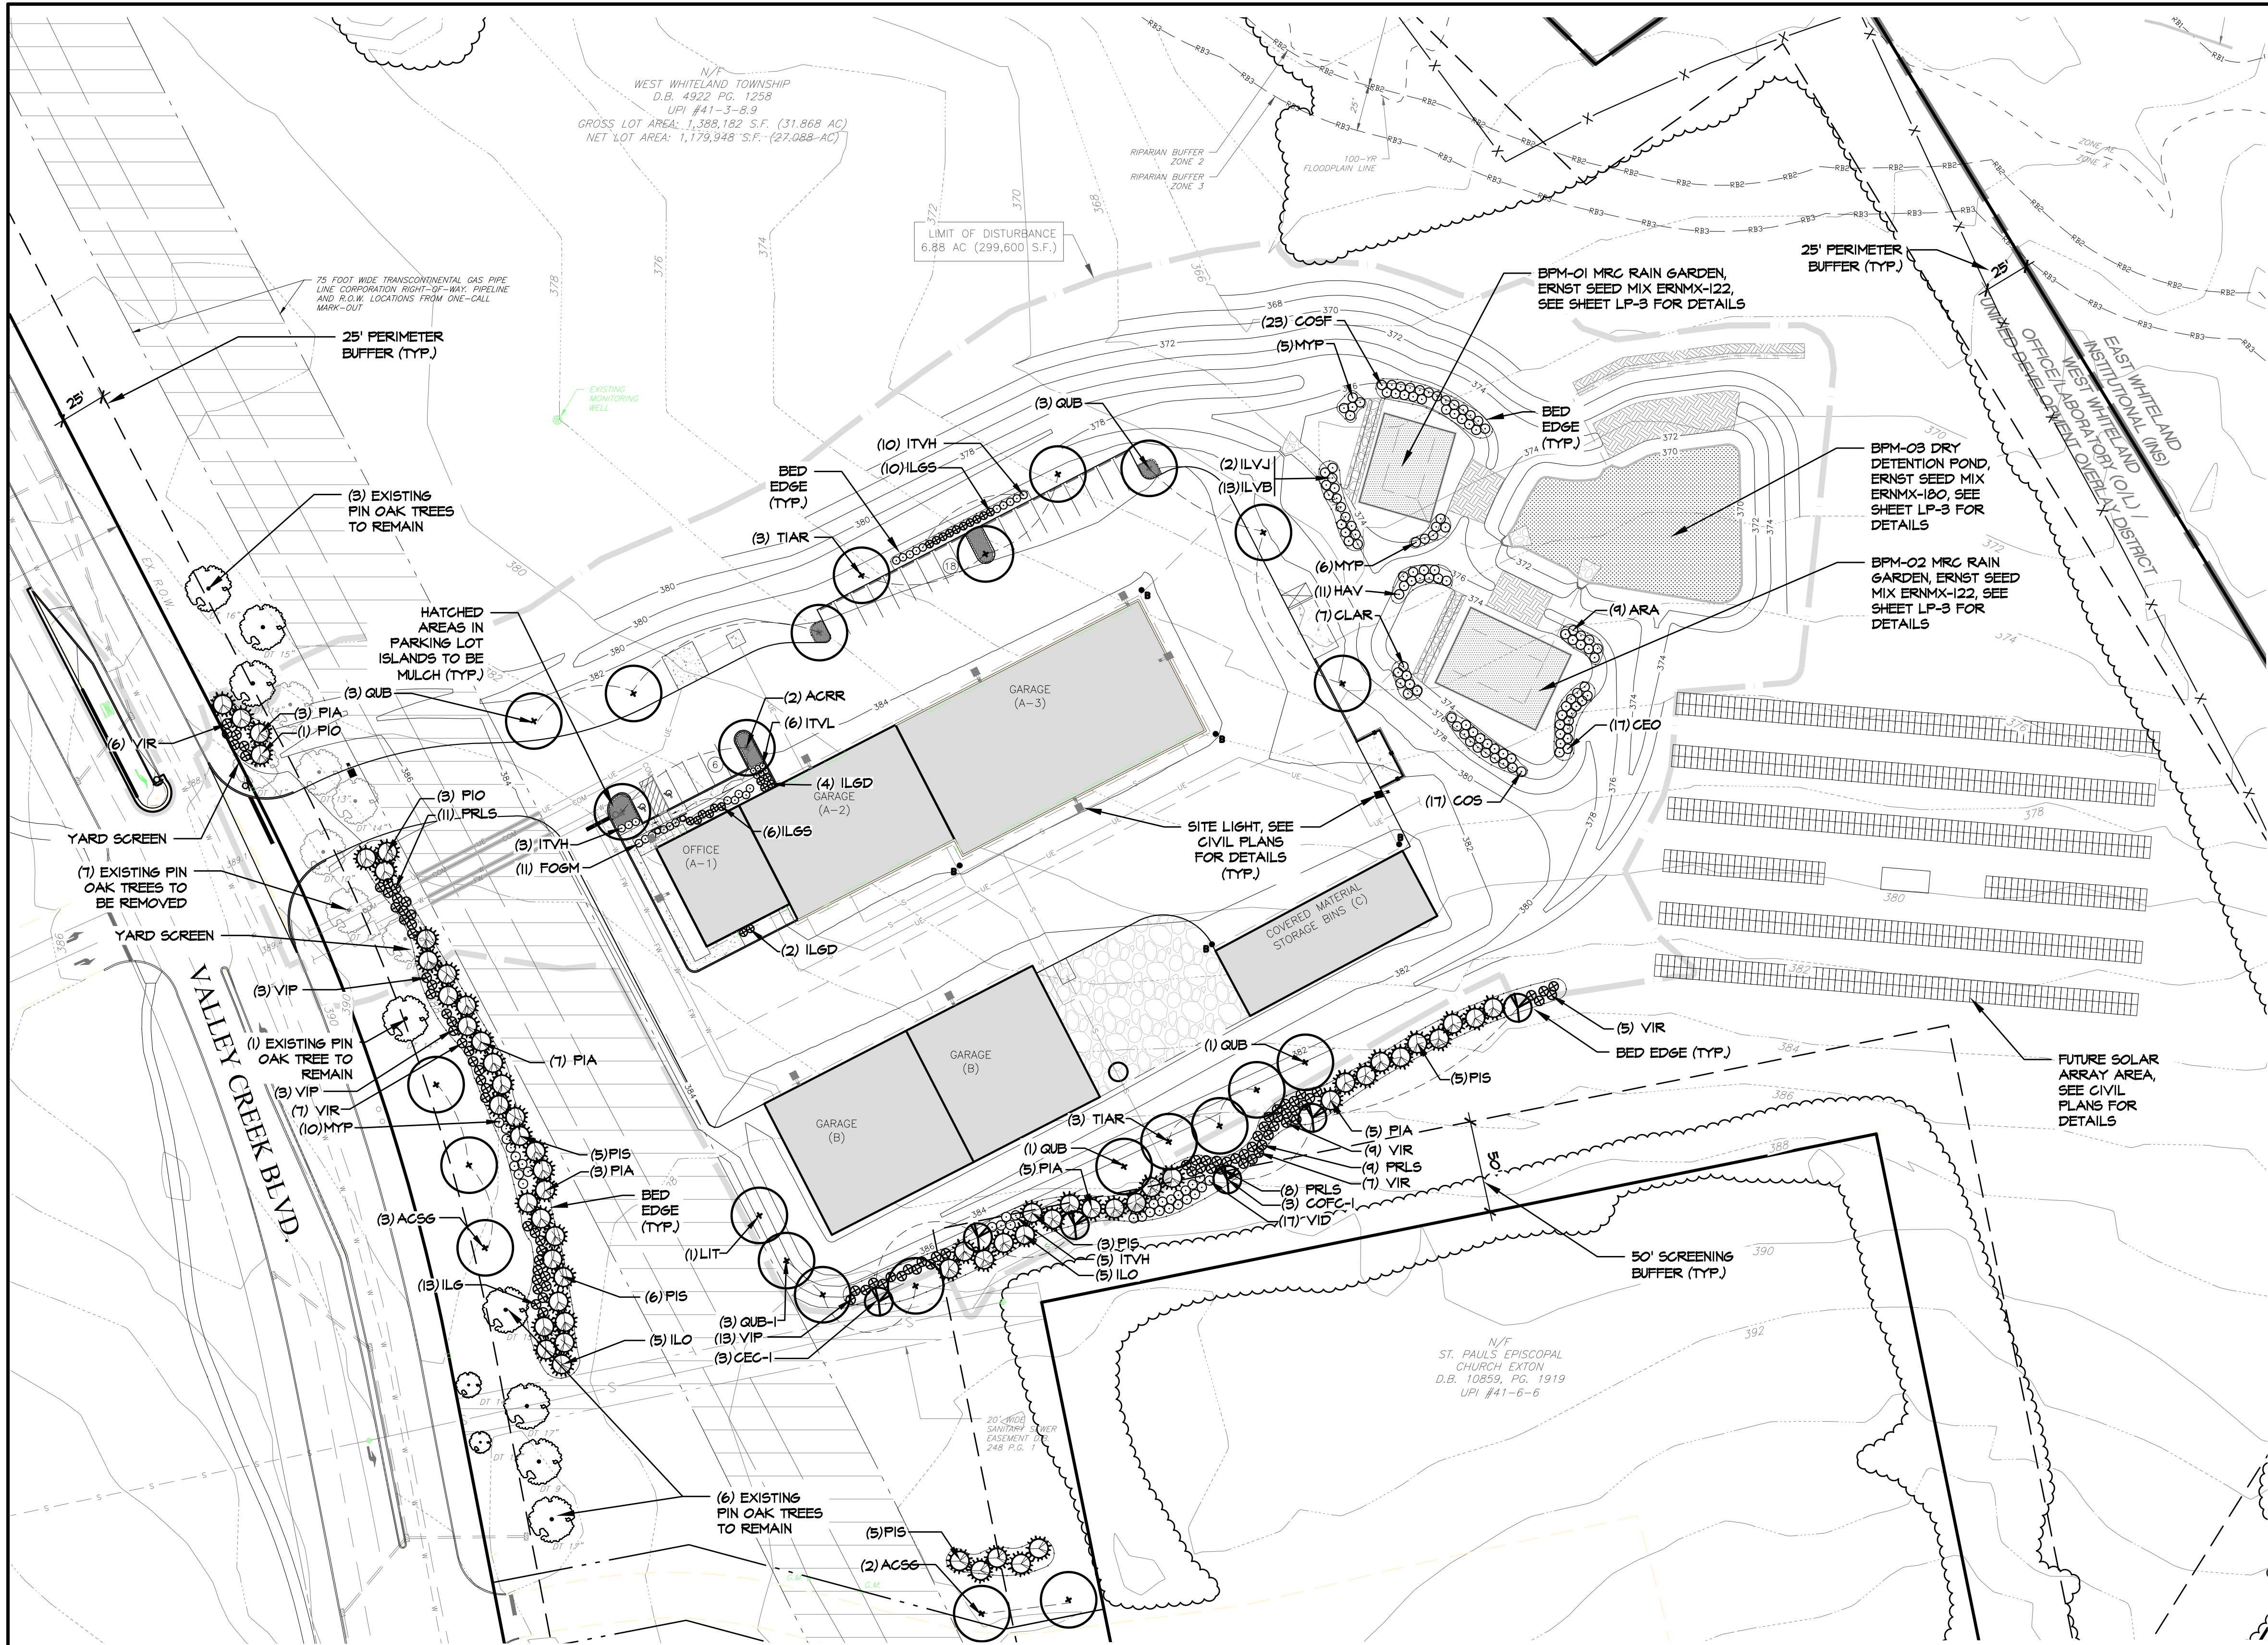 N/F
WEST WHITELAND TOWNSHIP
D.B. 4922 PG. 1258
UPI #41-3-8.9
GROSS LOT AREA: 1,388,182 S.F. (31.868 AC)
NET LOT AREA: 1,179,948 S.F. (27.088 AC)
RIPARIAN BUFFER
ZONE 2
RIPARIAN BUFFER
ZONE 3
100-YR
FLOODPLAIN LINE
25'
ZONE AE
ZONE X
LIMIT OF DISTURBANCE
6.88 AC (299,600 S.F.)
75 FOOT WIDE TRANSCONTINENTAL GAS PIPE
LINE CORPORATION RIGHT-OF-WAY. PIPELINE
AND R.O.W. LOCATIONS FROM ONE-CALL
MARK-OUT
25' PERIMETER
BUFFER (TYP.)
25'
EXISTING
MONITORING
WELL
25' PERIMETER
BUFFER (TYP.)
25'
BPM-01 MRC RAIN GARDEN,
ERNST SEED MIX ERNMX-122,
SEE SHEET LP-3 FOR DETAILS
EAST WHITELAND
INSTITUTIONAL (INS)
WEST WHITELAND
OFFICE/LABORATORY (O/L) /
UNIFIED DEVELOPMENT OVERLAY DISTRICT
(23) COSF
(5) MYP
BED
EDGE
(TYP.)
BPM-03 DRY
DETENTION POND,
ERNST SEED MIX
ERNMX-180, SEE
SHEET LP-3 FOR
DETAILS
BPM-02 MRC RAIN
GARDEN, ERNST SEED
MIX ERNMX-122, SEE
SHEET LP-3 FOR
DETAILS
(3) QUB
(10) ITVH
(10) ILGS
BED
EDGE
(TYP.)
(2) ILVJ
(13) ILVB
(3) TIAR
18
(6) MYP
(11) HAV
(7) CLAR
(9) ARA
(17) CEO
(17) COS
(3) EXISTING
PIN OAK TREES
TO REMAIN
EX. R.O.W.
HATCHED
AREAS IN
PARKING LOT
ISLANDS TO BE
MULCH (TYP.)
(3) QUB
(3) PIA
(1) PIO
(6) VIR
YARD SCREEN
(2) ACRR
(6) ITVL
6
(4) ILGD
(6) ILGS
(3) ITVH
(11) FOGM
(2) ILGD
OFFICE
(A-1)
GARAGE
(A-2)
GARAGE
(A-3)
SITE LIGHT, SEE
CIVIL PLANS
FOR DETAILS
(TYP.)
COVERED MATERIAL
STORAGE BINS (C)
GARAGE
(B)
GARAGE
(B)
(3) PIO
(11) PRLS
(7) EXISTING PIN
OAK TREES TO
BE REMOVED
YARD SCREEN
VALLEY CREEK BLVD.
(3) VIP
(1) EXISTING PIN
OAK TREE TO
REMAIN
(3) VIP
(7) VIR
(10) MYP
(7) PIA
(5) PIS
(3) PIA
BED
EDGE
(TYP.)
(3) ACSG
(13) ILG
(6) PIS
(5) ILO
(1) LIT
(3) QUB-1
(13) VIP
(3) CEC-1
(1) QUB
(3) TIAR
(1) QUB
(5) PIA
(5) VIR
BED EDGE (TYP.)
(5) PIS
(5) PIA
(9) VIR
(9) PRLS
(7) VIR
(8) PRLS
(3) COFC-1
(17) VID
(3) PIS
(5) ITVH
(5) ILO
50'
50' SCREENING
BUFFER (TYP.)
FUTURE SOLAR
ARRAY AREA,
SEE CIVIL
PLANS FOR
DETAILS
N/F
ST. PAULS EPISCOPAL
CHURCH EXTON
D.B. 10859, PG. 1919
UPI #41-6-6
20' WIDE
SANITARY SEWER
EASEMENT D.B.
248 P.G. 1
(6) EXISTING
PIN OAK TREES
TO REMAIN
(5) PIS
(2) ACSG